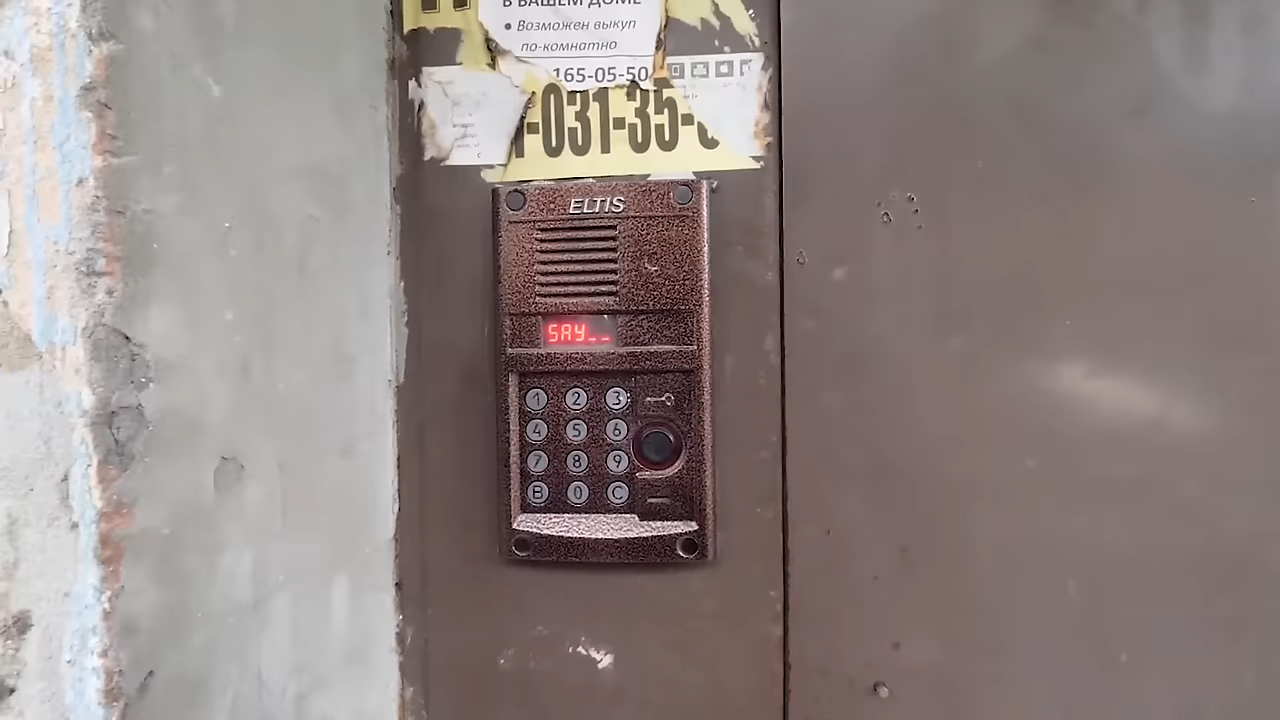 В ВАШЕМ ДОМЕ
• Возможен выкуп
по-комнатно
165-05-50
-031-35-
ELTIS
SAY__
1 2 3
4 5 6
7 8 9
B 0 C